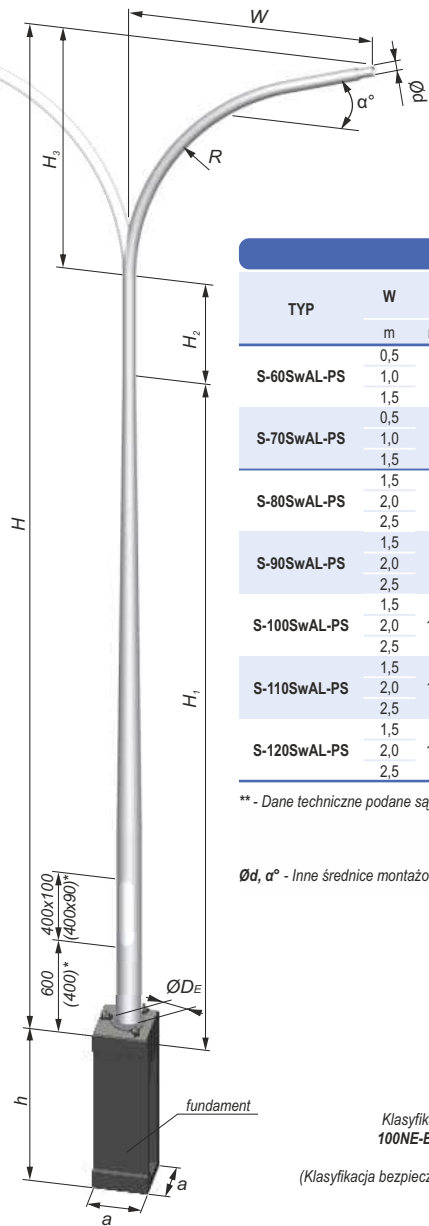 W
Ød
α°
H₃
R
H₂
TYP W
m
S-60SwAL-PS
0,5
1,0
1,5
S-70SwAL-PS
0,5
1,0
1,5
S-80SwAL-PS
1,5
2,0
2,5
S-90SwAL-PS
1,5
2,0
2,5
S-100SwAL-PS
1,5
2,0
2,5
S-110SwAL-PS
1,5
2,0
2,5
S-120SwAL-PS
1,5
2,0
2,5
H
H₁
** - Dane techniczne podane są
Ød, α° - Inne średnice
400x100
(400x90)*
600
(400)*
ØDE
h
fundament
a
a
100NE-
(Klasyfikacja